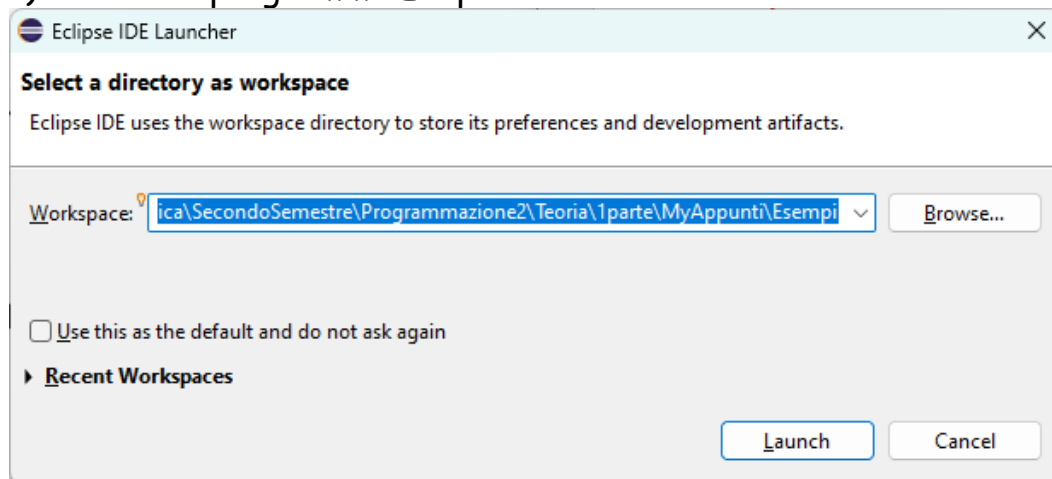 Eclipse IDE Launcher
Select a directory as workspace
Eclipse IDE uses the workspace directory to store its preferences and development artifacts.
Workspace: ica\SecondoSemestre\Programmazione2\Teoria\1parte\MyAppunti\Esempi Browse...
Use this as the default and do not ask again
Recent Workspaces
Launch Cancel